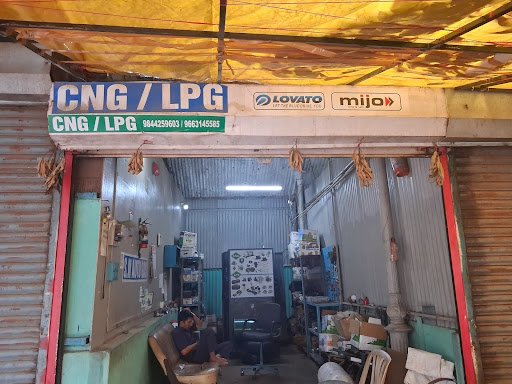 CNG / LPG
LOVATO
mijo
CNG / LPG 9844259603 / 9663145585